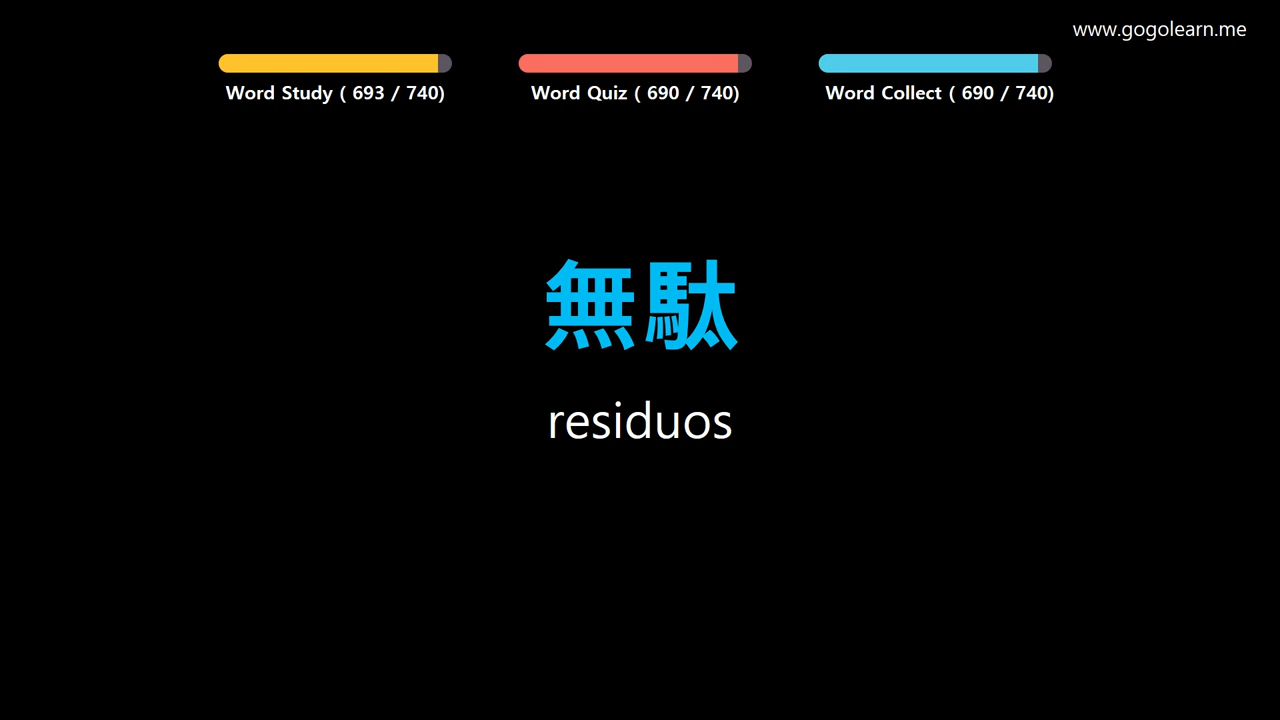 www.gogolearn.me
Word Study ( 693 / 740)
Word Quiz ( 690 / 740)
Word Collect ( 690 / 740)
無駄
residuos